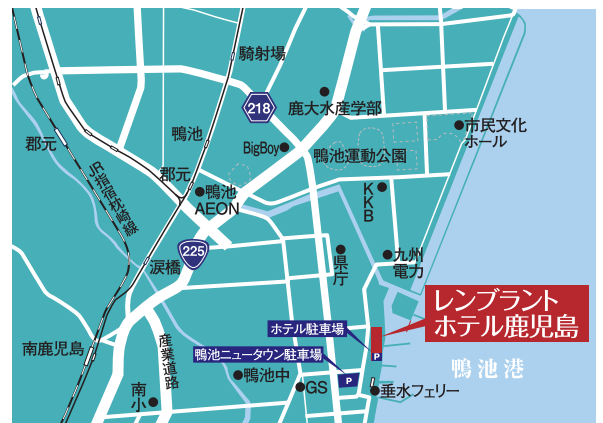 騎射場
218
鹿大水産学部
鴨池
市民文化
ホール
郡元
BigBoy
鴨池運動公園
JR指宿枕崎線
郡元
鴨池
AEON
KKB
225
涙橋
県庁
九州
電力
レンブラント
ホテル鹿児島
ホテル駐車場
南鹿児島
産業道路
鴨池ニュータウン駐車場
P
鴨池港
P
鴨池中
南小
GS
垂水フェリー